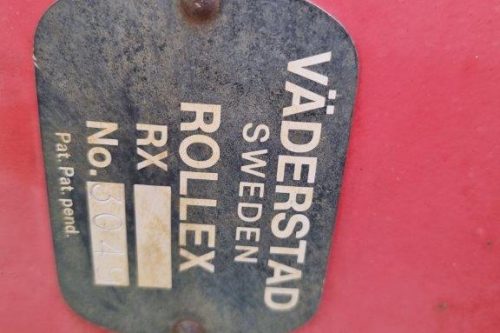 VÄDERSTAD
SWEDEN
ROLLEX
RX
No.
Pat. Pat. pend.